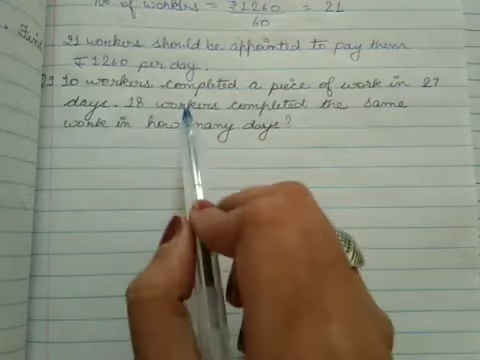 No. of workers = ₹1260 = 21
60
21 workers should be appointed to pay them
₹1260 per day.
10 workers completed a piece of work in 27
days. 18 workers completed the same
work in how many days?